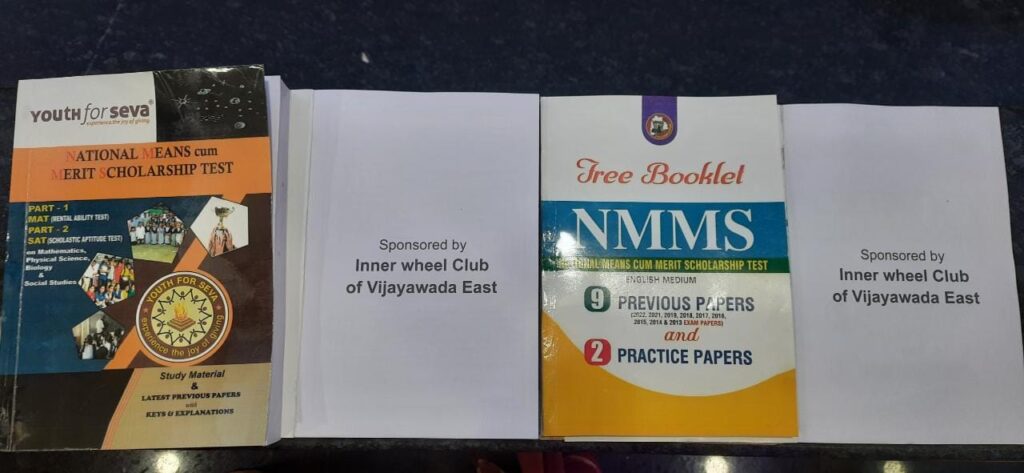 YOUTH for seva®
experience the joy of giving
NATIONAL MEANS cum
MERIT SCHOLARSHIP TEST
PART - 1
MAT (MENTAL ABILITY TEST)
PART - 2
SAT (SCHOLASTIC APTITUDE TEST)
on Mathematics,
Physical Science,
Biology
&
Social Studies
YOUTH FOR SEVA
experience the joy of giving
Study Material
&
LATEST PREVIOUS PAPERS
with
KEYS & EXPLANATIONS
Sponsored by
Inner wheel Club
of Vijayawada East
Free Booklet
NMMS
NATIONAL MEANS CUM MERIT SCHOLARSHIP TEST
ENGLISH MEDIUM
9 PREVIOUS PAPERS
(2022, 2021, 2019, 2018, 2017, 2016,
2015, 2014 & 2013 EXAM PAPERS)
and
2 PRACTICE PAPERS
Sponsored by
Inner wheel Club
of Vijayawada East